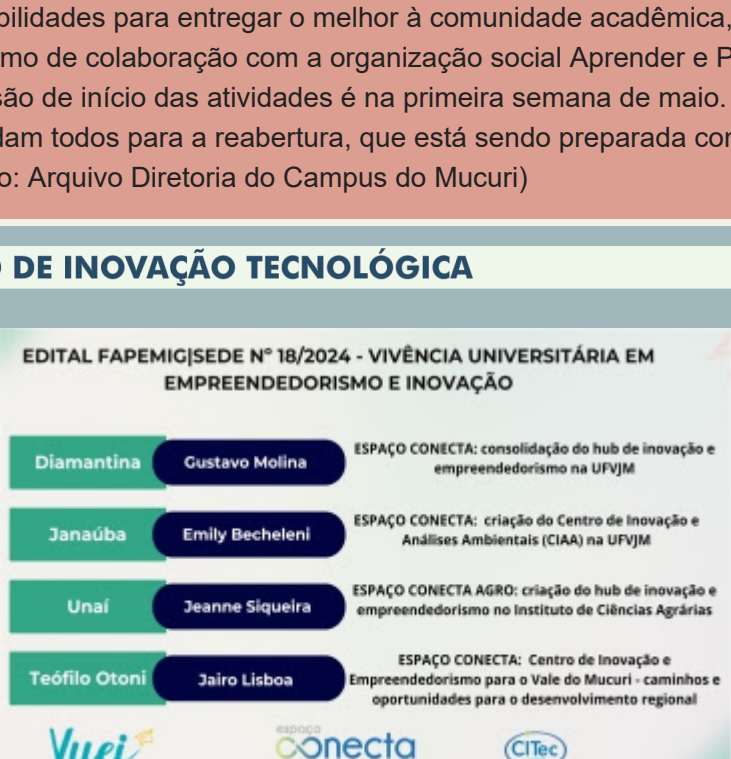 bilidades para entregar o melhor à comunidade acadêmica,
mo de colaboração com a organização social Aprender e P
são de início das atividades é na primeira semana de maio.
dam todos para a reabertura, que está sendo preparada co
o: Arquivo Diretoria do Campus do Mucuri)
O DE INOVAÇÃO TECNOLÓGICA
EDITAL FAPEMIG|SEDE Nº 18/2024 - VIVÊNCIA UNIVERSITÁRIA EM
EMPREENDEDORISMO E INOVAÇÃO
Diamantina
Gustavo Molina
ESPAÇO CONECTA: consolidação do hub de inovação e
empreendedorismo na UFVJM
Janaúba
Emily Becheleni
ESPAÇO CONECTA: criação do Centro de Inovação e
Análises Ambientais (CIAA) na UFVJM
Unaí
Jeanne Siqueira
ESPAÇO CONECTA AGRO: criação do hub de inovação e
empreendedorismo no Instituto de Ciências Agrárias
Teófilo Otoni
Jairo Lisboa
ESPAÇO CONECTA: Centro de Inovação e
Empreendedorismo para o Vale do Mucuri - caminhos e
oportunidades para o desenvolvimento regional
Vuei
espaço
conecta
CITec